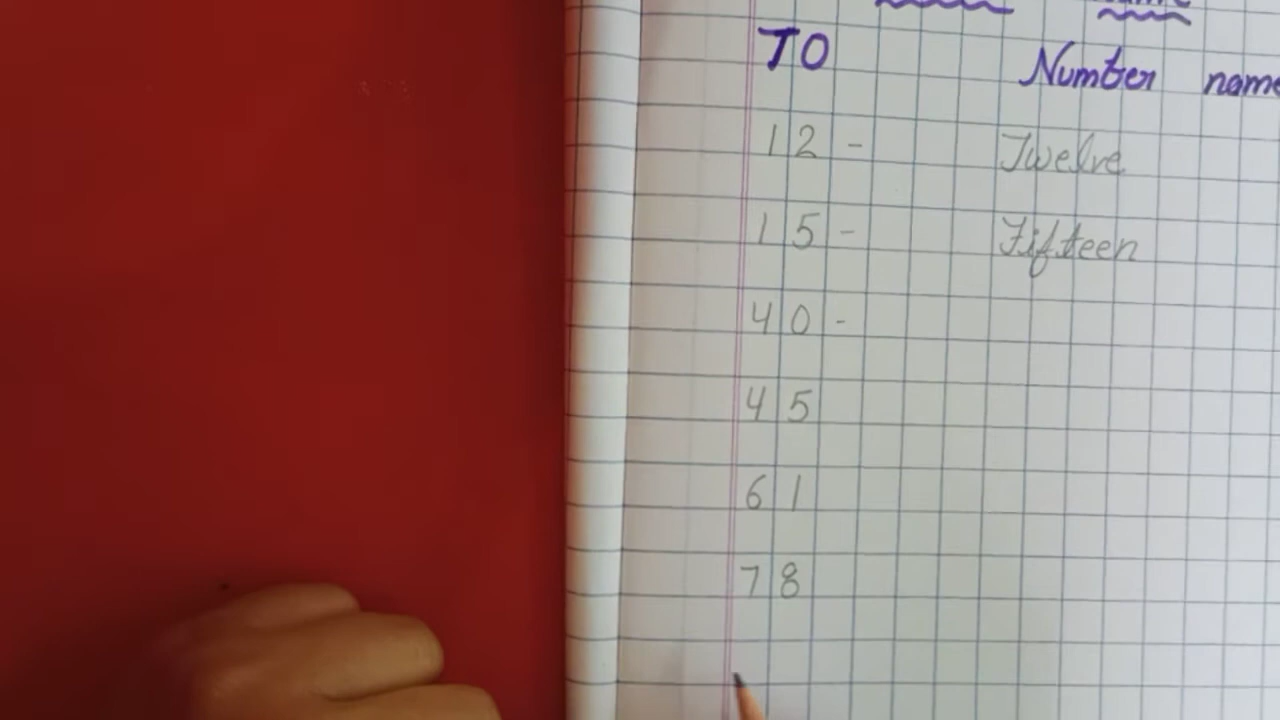 TO Number name
12 - Twelve
15 - Fifteen
40 -
45
61
78